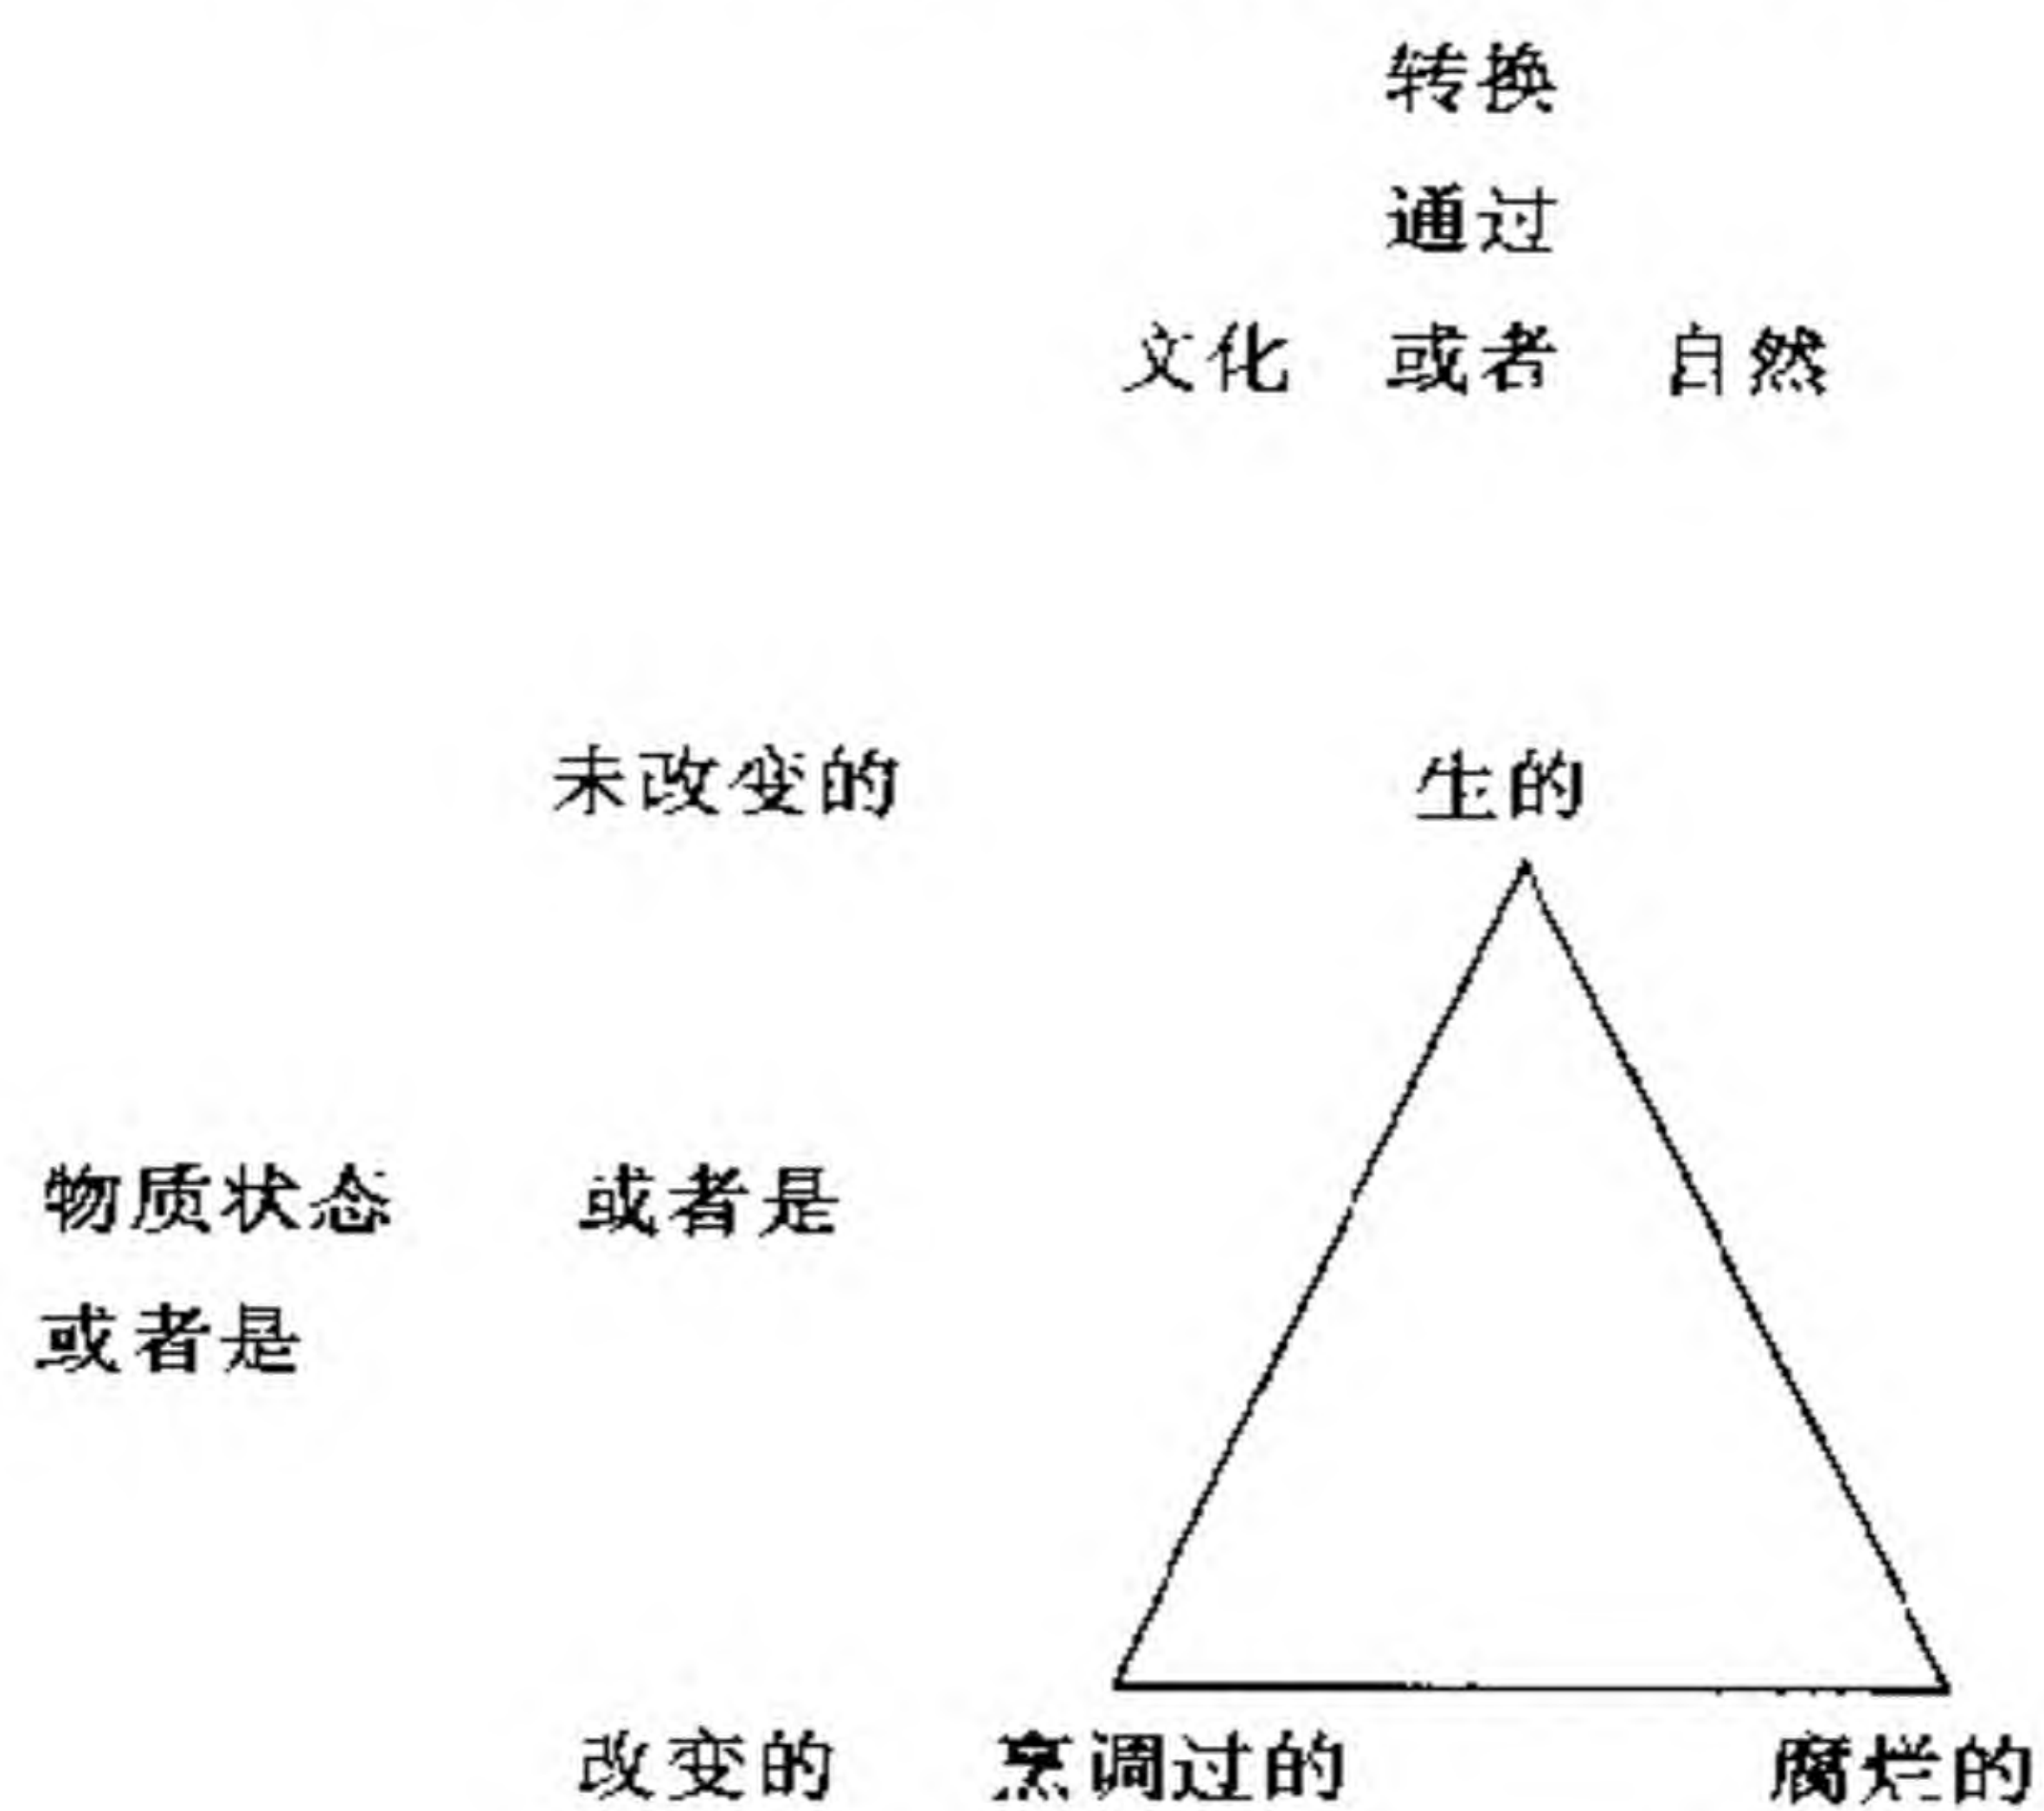 转换
通过
文化 或者 自然
未改变的 生的
物质状态 或者是
或者是
改变的 烹调过的 腐烂的